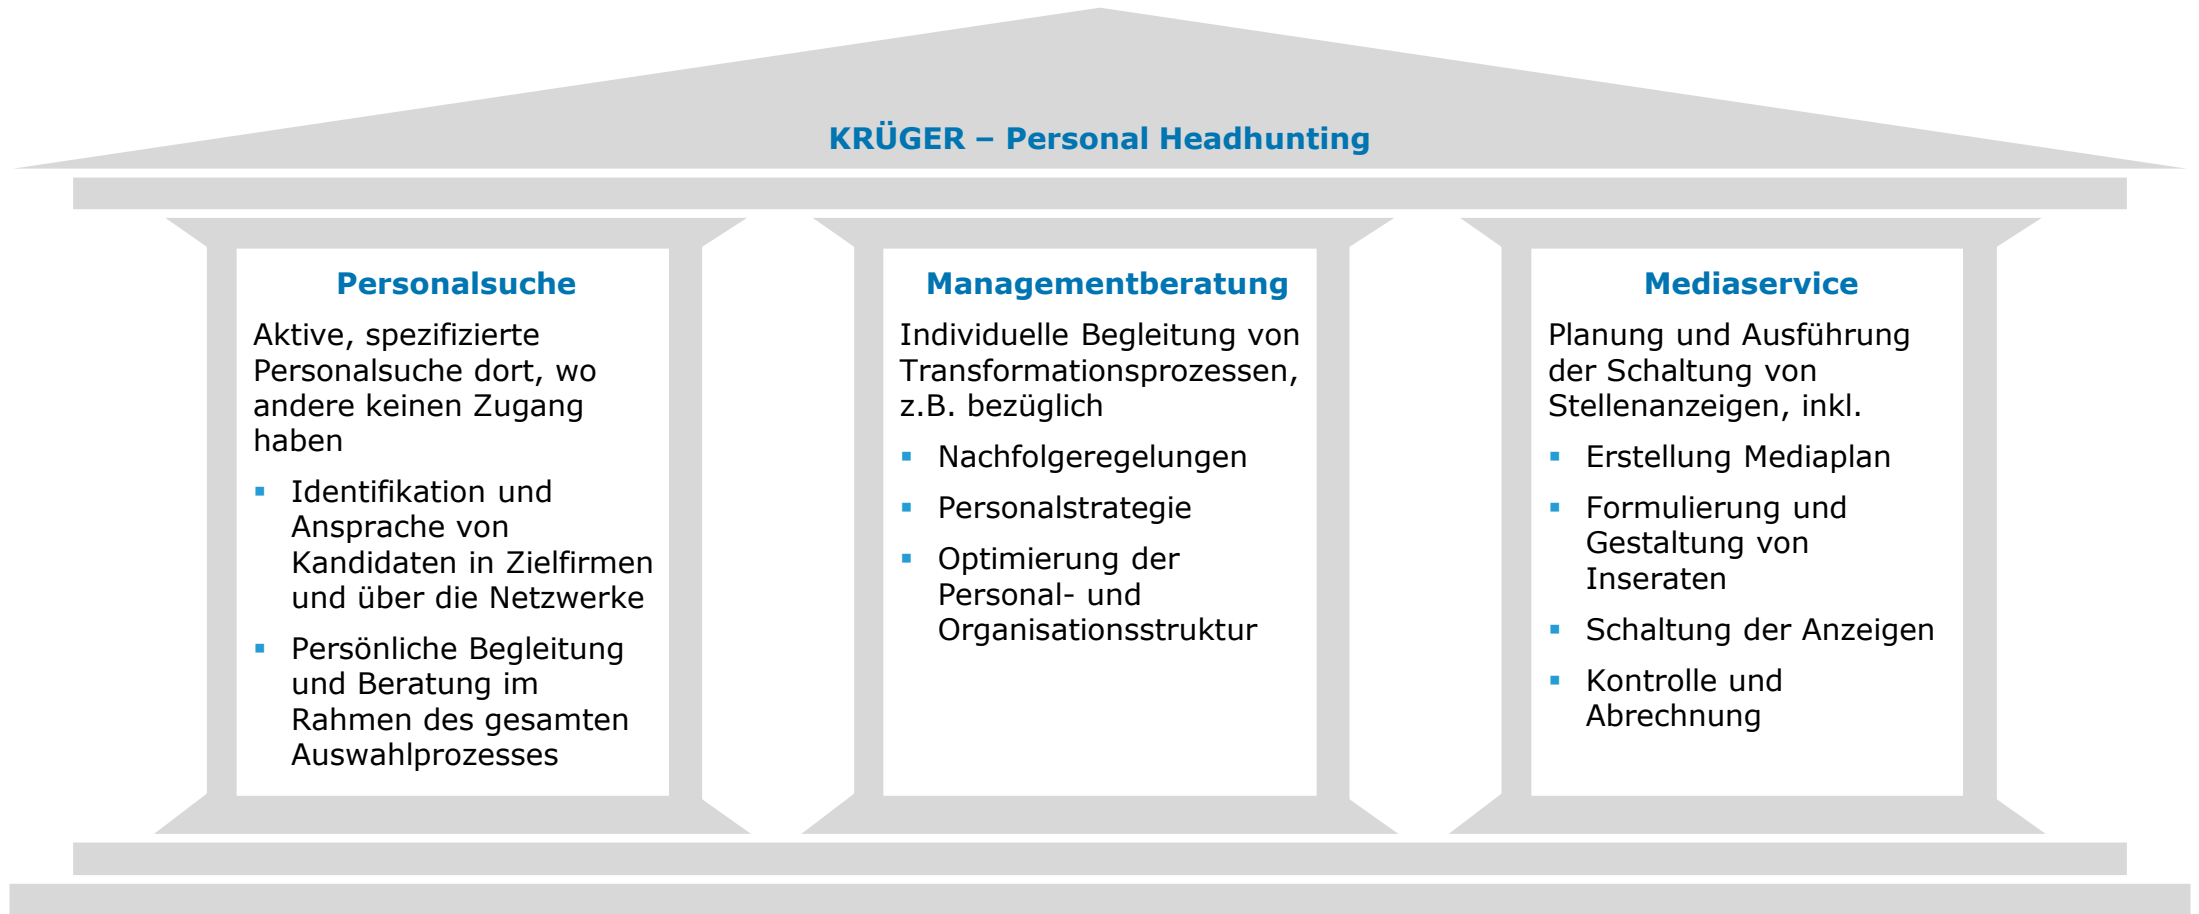 KRÜGER – Personal Headhunting
Personalsuche
Aktive, spezifizierte
Personalsuche dort, wo
andere keinen Zugang
haben
▪ Identifikation und
Ansprache von
Kandidaten in Zielfirmen
und über die Netzwerke
▪ Persönliche Begleitung
und Beratung im
Rahmen des gesamten
Auswahlprozesses
Managementberatung
Individuelle Begleitung von
Transformationsprozessen,
z.B. bezüglich
▪ Nachfolgeregelungen
▪ Personalstrategie
▪ Optimierung der
Personal- und
Organisationsstruktur
Mediaservice
Planung und Ausführung
der Schaltung von
Stellenanzeigen, inkl.
▪ Erstellung Mediaplan
▪ Formulierung und
Gestaltung von
Inseraten
▪ Schaltung der Anzeigen
▪ Kontrolle und
Abrechnung